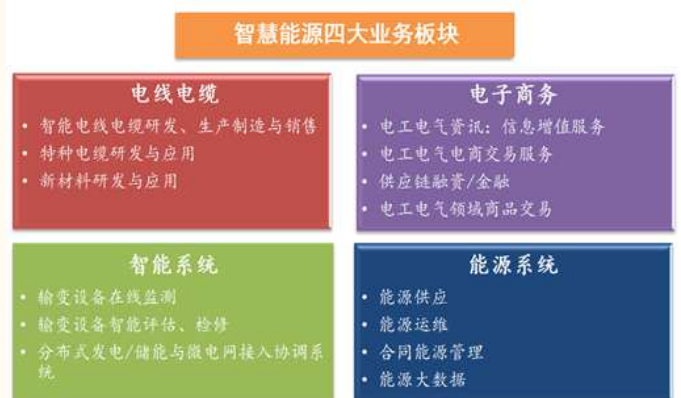 智慧能源四大业务板块
电线电缆
• 智能电线电缆研发、生产制造与销售
• 特种电缆研发与应用
• 新材料研发与应用
电子商务
• 电工电气资讯：信息增值服务
• 电工电气电商交易服务
• 供应链融资/金融
• 电工电气领域商品交易
智能系统
• 输变设备在线监测
• 输变设备智能评估、检修
• 分布式发电/储能与微电网接入协调系
统
能源系统
• 能源供应
• 能源运维
• 合同能源管理
• 能源大数据